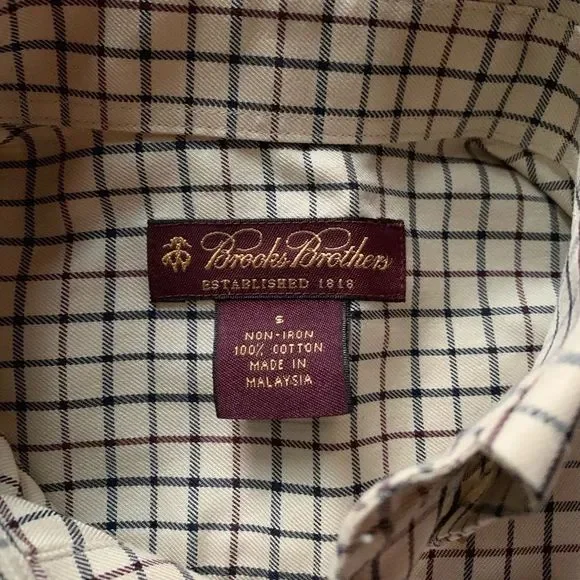 Brooks Brothers
ESTABLISHED 1818
S
NON-IRON
100% COTTON
MADE IN
MALAYSIA